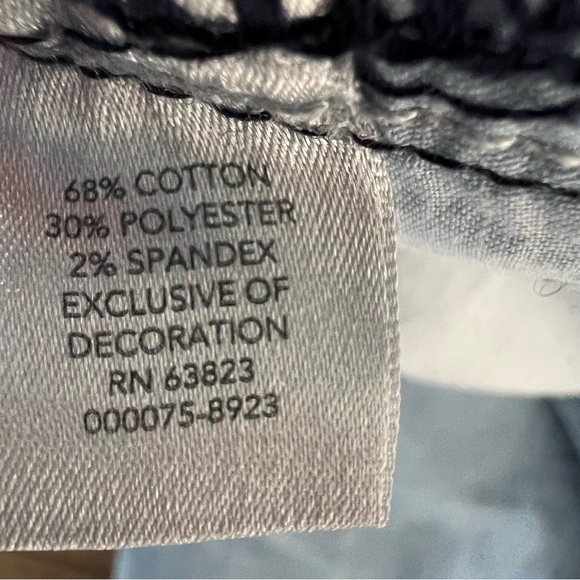 68% COTTON
30% POLYESTER
2% SPANDEX
EXCLUSIVE OF
DECORATION
RN 63823
000075-8923